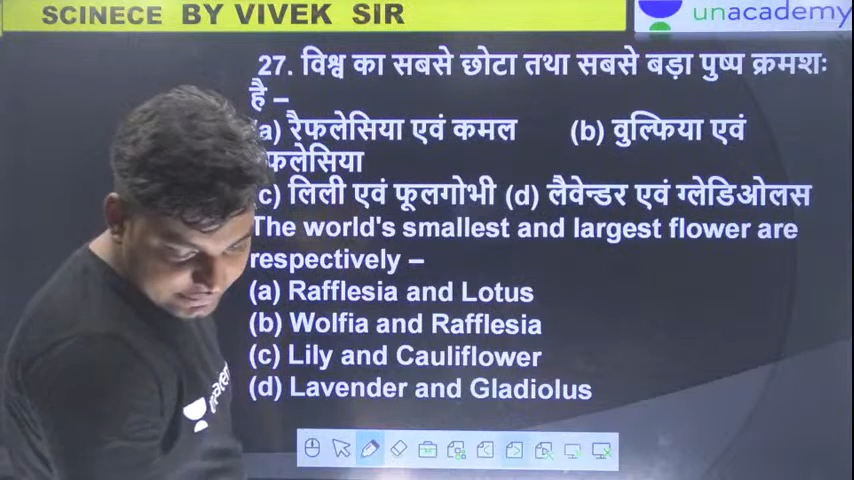 SCINECE BY VIVEK SIR
unacademy
27. विश्व का सबसे छोटा तथा सबसे बड़ा पुष्प क्रमशः
है –
a) रैफलेसिया एवं कमल (b) वुल्फिया एवं
फलेसिया
c) लिली एवं फूलगोभी (d) लैवेन्डर एवं ग्लेडिओलस
The world's smallest and largest flower are
respectively –
(a) Rafflesia and Lotus
(b) Wolfia and Rafflesia
(c) Lily and Cauliflower
(d) Lavender and Gladiolus